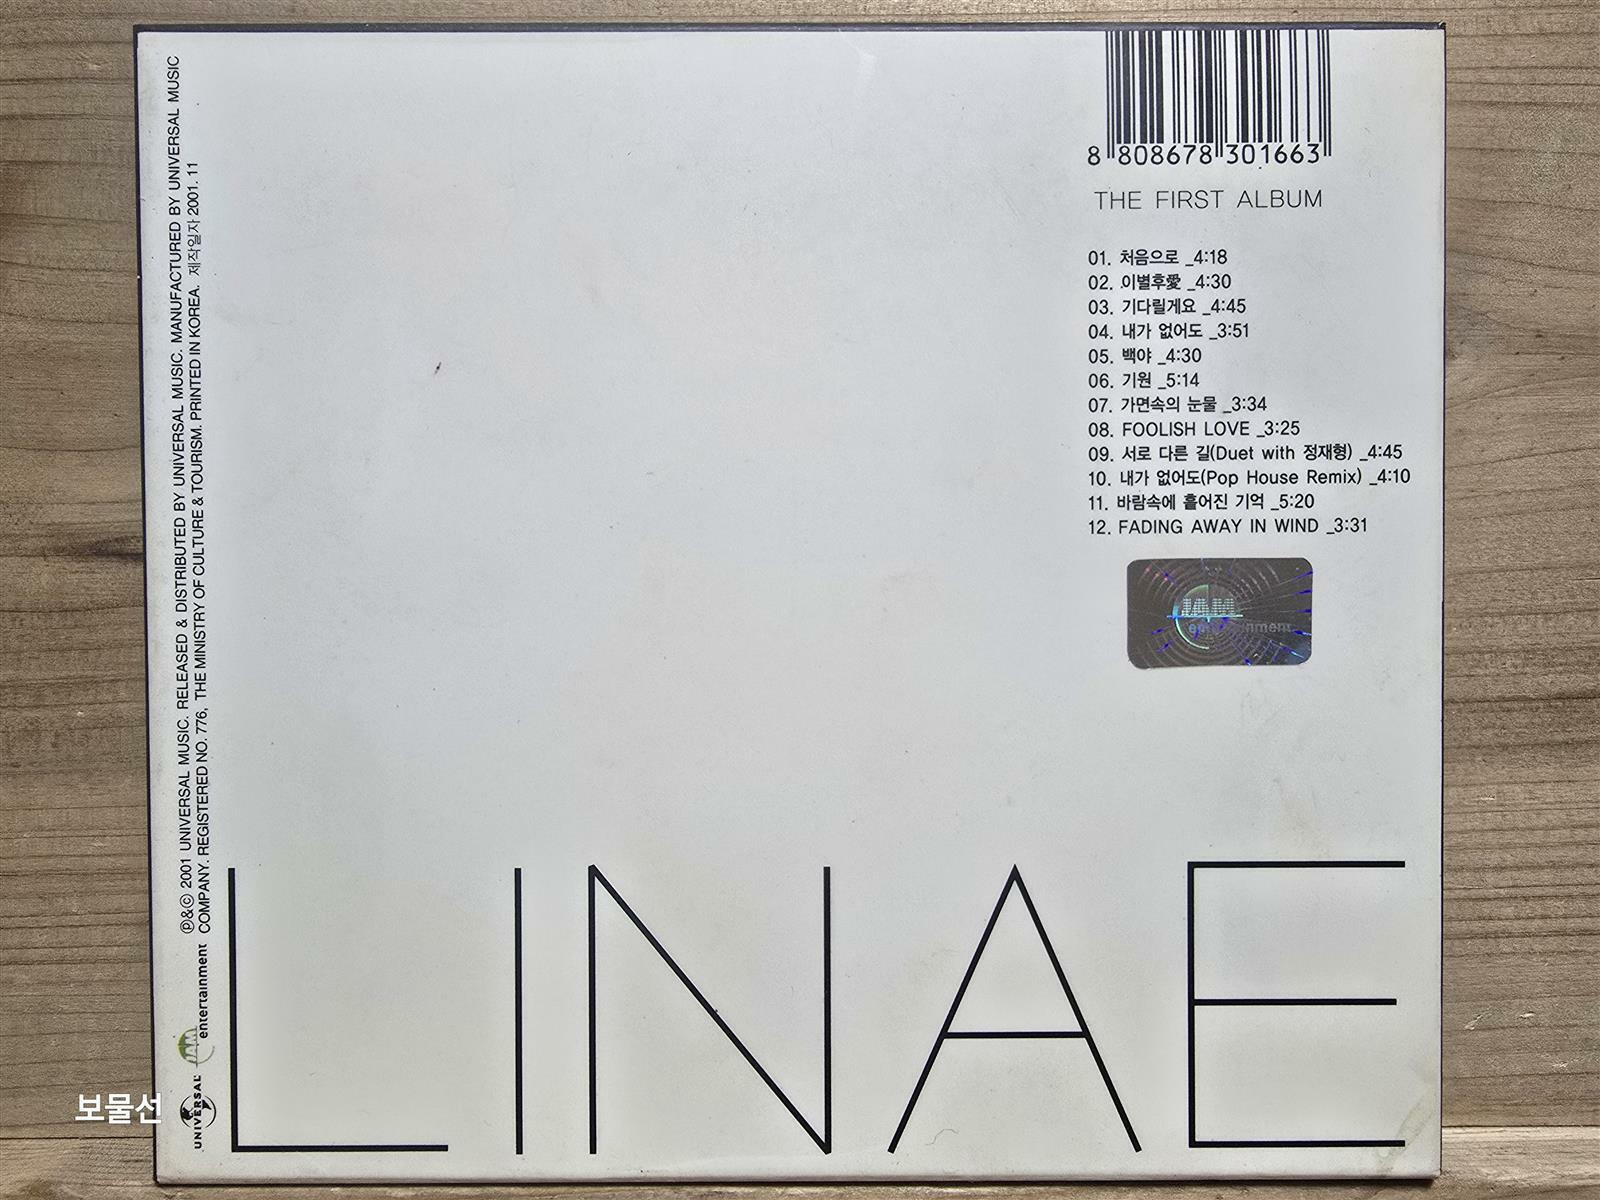 8 808678 301663
THE FIRST ALBUM
01. 처음으로 _4:18
02. 이별후愛 _4:30
03. 기다릴게요 _4:45
04. 내가 없어도 _3:51
05. 백야 _4:30
06. 기원 _5:14
07. 가면속의 눈물 _3:34
08. FOOLISH LOVE _3:25
09. 서로 다른 길(Duet with 정재형) _4:45
10. 내가 없어도(Pop House Remix) _4:10
11. 바람속에 흩어진 기억 _5:20
12. FADING AWAY IN WIND _3:31
JAM
entertainment
LINAE
ⓟ&ⓒ 2001 UNIVERSAL MUSIC. RELEASED & DISTRIBUTED BY UNIVERSAL MUSIC. MANUFACTURED BY UNIVERSAL MUSIC
COMPANY. REGISTERED NO. 776, THE MINISTRY OF CULTURE & TOURISM. PRINTED IN KOREA. 제작일자 2001. 11
JAM
entertainment
UNIVERSAL
보물선